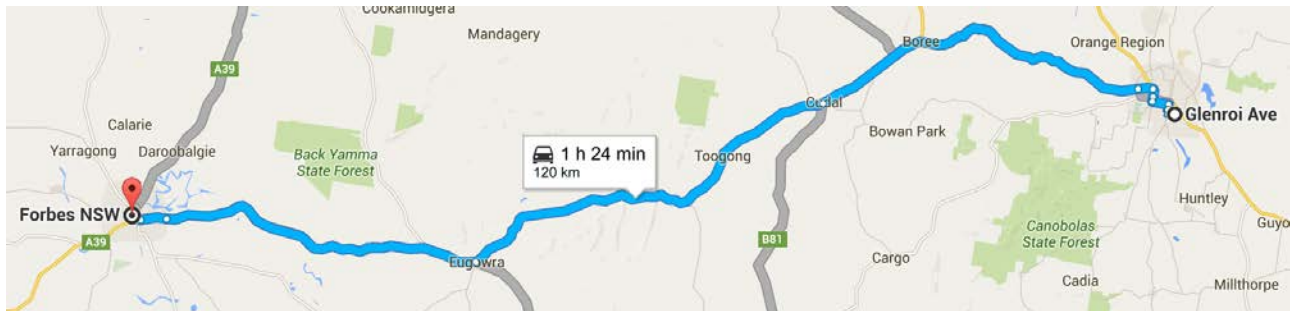 Cookamidgera
Mandagery
A39
Boree
Orange Region
Calarie
Cudal
Glenroi Ave
Yarragong
Daroobalgie
Bowan Park
Back Yamma
State Forest
1 h 24 min
120 km
Toogong
Forbes NSW
Huntley
A39
Canobolas
State Forest
Guyo
B81
Eugowra
Cargo
Cadia
Millthorpe